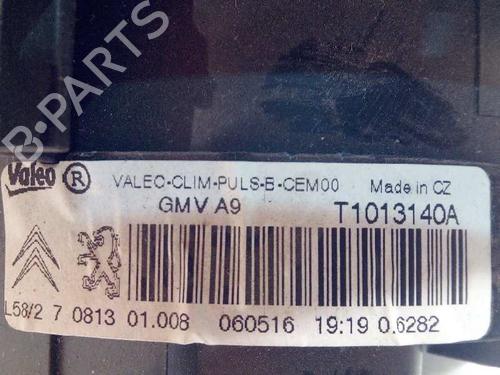 B-PARTS
Valeo ® VALEO-CLIM-PULS-B-CEM00 Made in CZ
GMV A9 T1013140A
L58/2 7 0813 01.008 060516 19:19 0.6282